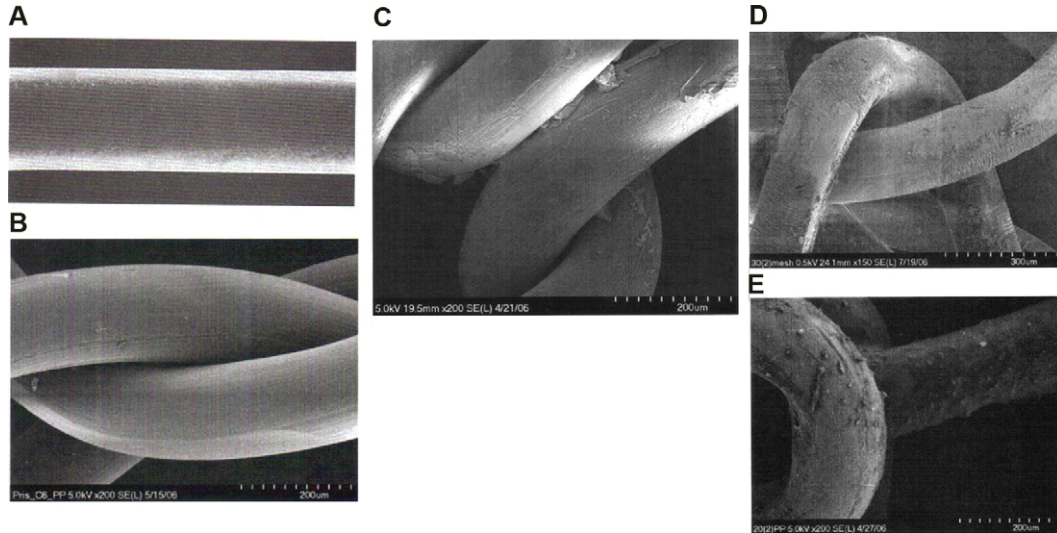 A
B
Pris_C6_PP 5.0kV x200 SE(L) 5/15/06
200um
C
5.0kV 19.5mm x200 SE(L) 4/21/06
200um
D
30(2)mesh 0.5kV 24.1mm x150 SE(L) 7/19/06
300um
E
20(2)PP 5.0kV x200 SE(L) 4/27/06
200um